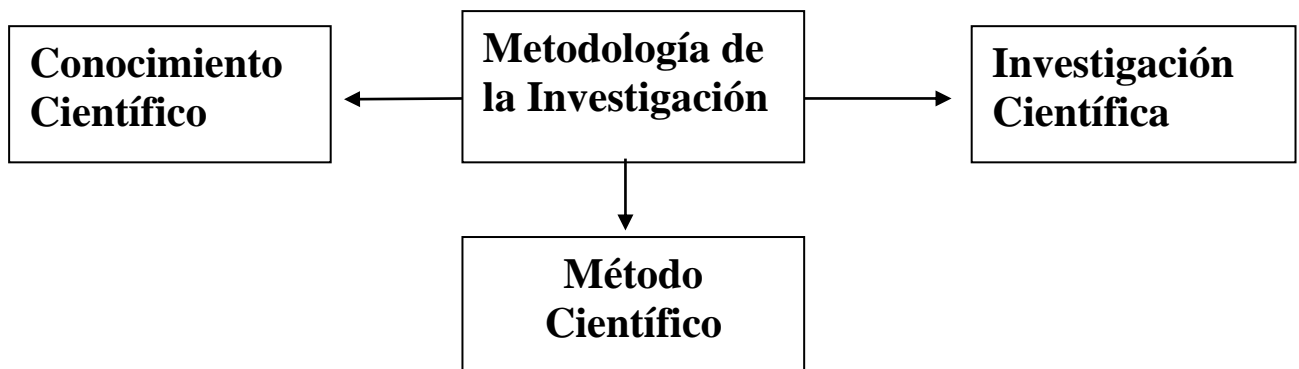 Conocimiento
Científico
Metodología de
la Investigación
Investigación
Científica
Método
Científico